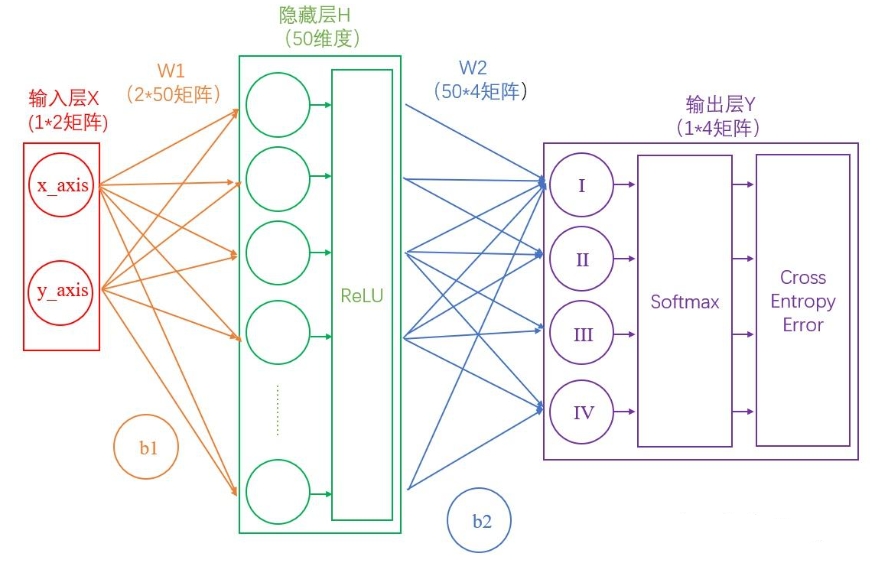 隐藏层H
（50维度）
W1
（2*50矩阵）
W2
（50*4矩阵）
输入层X
(1*2矩阵）
输出层Y
（1*4矩阵）
x_axis
y_axis
ReLU
I
II
III
IV
Softmax
Cross
Entropy
Error
b1
b2